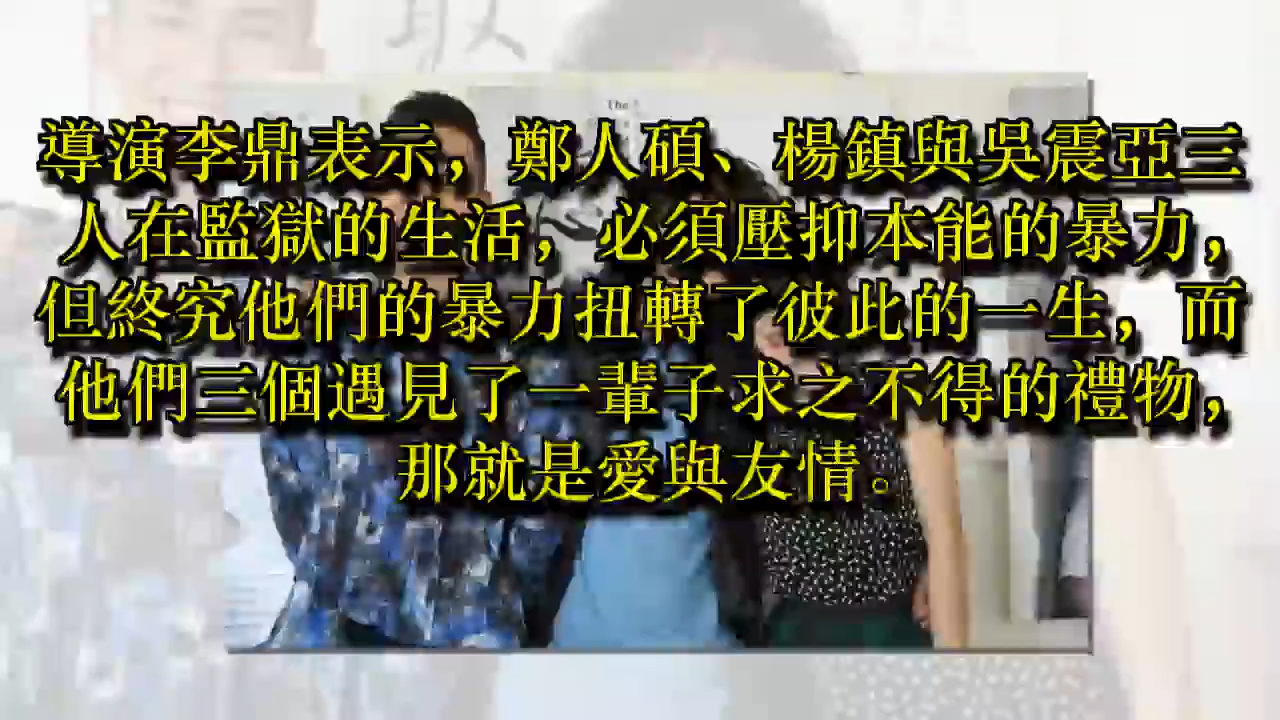 取
The
導演李鼎表示，鄭人碩、楊鎮與吳震亞三
人在監獄的生活，必須壓抑本能的暴力，
但終究他們的暴力扭轉了彼此的一生，而
他們三個遇見了一輩子求之不得的禮物，
那就是愛與友情。